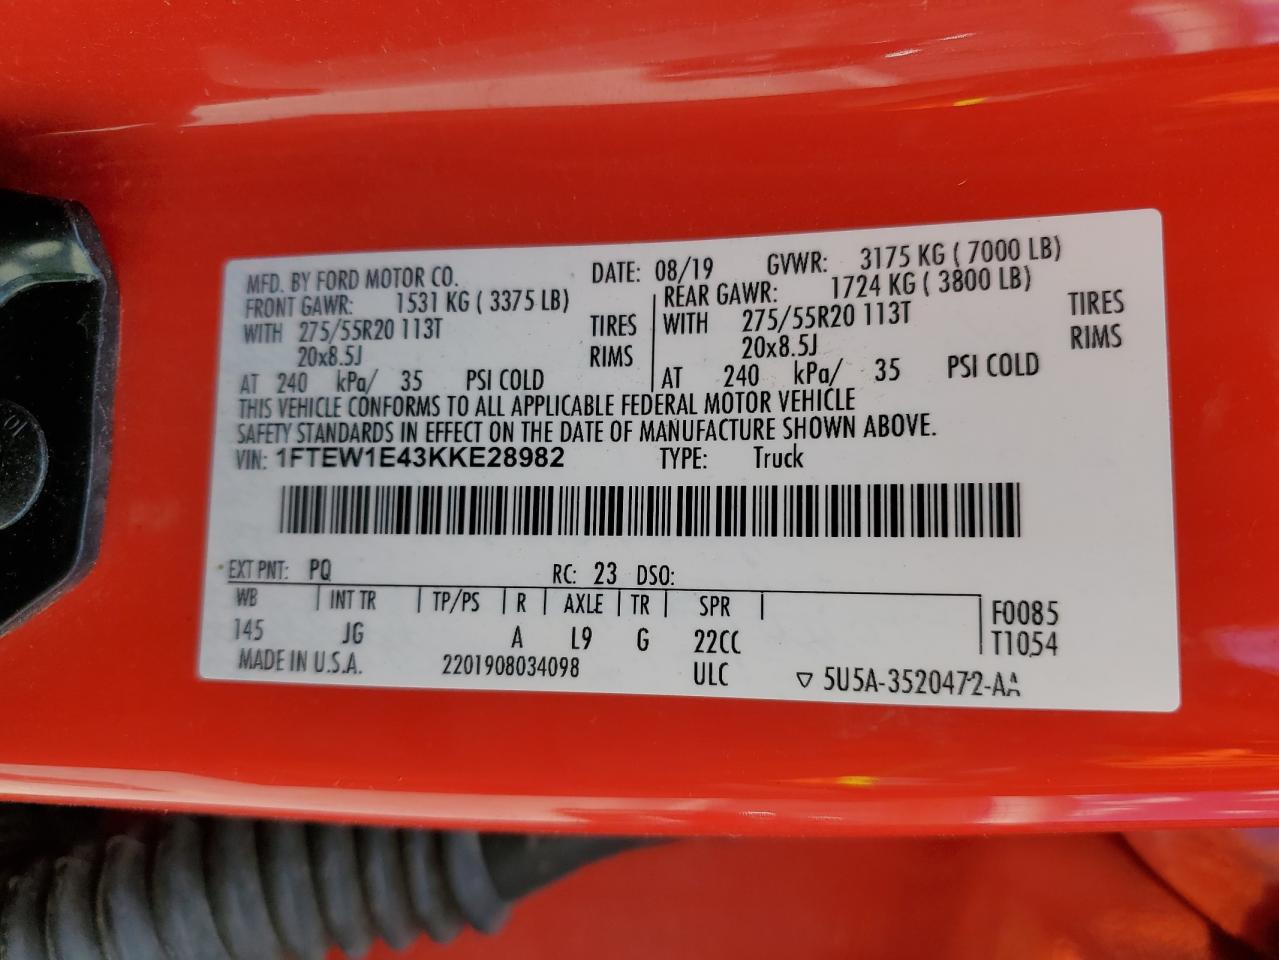 MFD. BY FORD MOTOR CO. DATE: 08/19 GVWR: 3175 KG ( 7000 LB)
FRONT GAWR: 1531 KG ( 3375 LB) REAR GAWR: 1724 KG ( 3800 LB)
WITH 275/55R20 113T TIRES WITH 275/55R20 113T TIRES
20x8.5J RIMS 20x8.5J RIMS
AT 240 kPa/ 35 PSI COLD AT 240 kPa/ 35 PSI COLD
THIS VEHICLE CONFORMS TO ALL APPLICABLE FEDERAL MOTOR VEHICLE
SAFETY STANDARDS IN EFFECT ON THE DATE OF MANUFACTURE SHOWN ABOVE.
VIN: 1FTEW1E43KKE28982 TYPE: Truck
EXT PNT: PQ RC: 23 DSO:
WB INT TR TP/PS R AXLE TR SPR F0085
145 JG A L9 G 22CC T1054
MADE IN U.S.A. 2201908034098 ULC ▽ 5U5A-3520472-AA